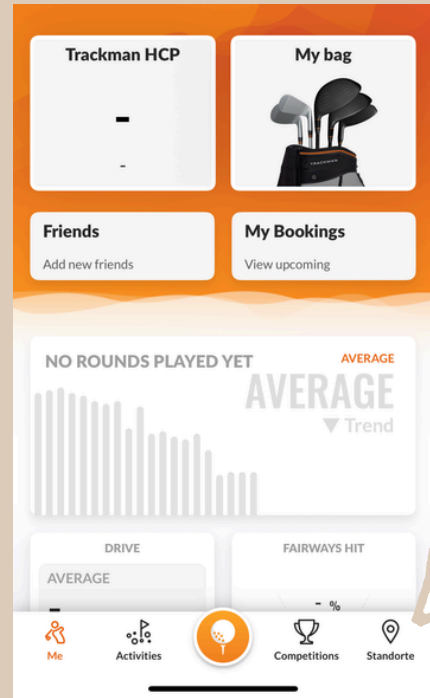 Trackman HCP
-
-
My bag
TRACKMAN
Friends
Add new friends
My Bookings
View upcoming
NO ROUNDS PLAYED YET
AVERAGE
AVERAGE
▼ Trend
DRIVE
AVERAGE
-
FAIRWAYS HIT
- %
Me
Activities
Competitions
Standorte